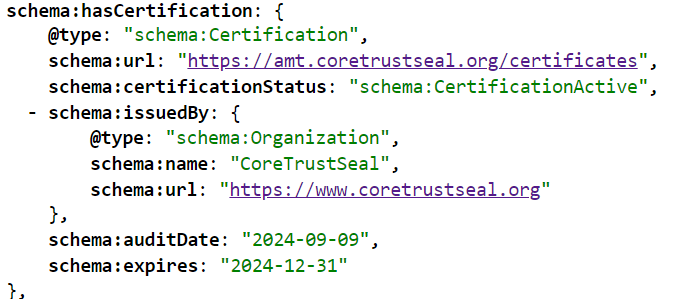 schema:hasCertification: {
@type: "schema:Certification",
schema:url: "https://amt.coretrustseal.org/certificates",
schema:certificationStatus: "schema:CertificationActive",
- schema:issuedBy: {
@type: "schema:Organization",
schema:name: "CoreTrustSeal",
schema:url: "https://www.coretrustseal.org"
},
schema:auditDate: "2024-09-09",
schema:expires: "2024-12-31"
},